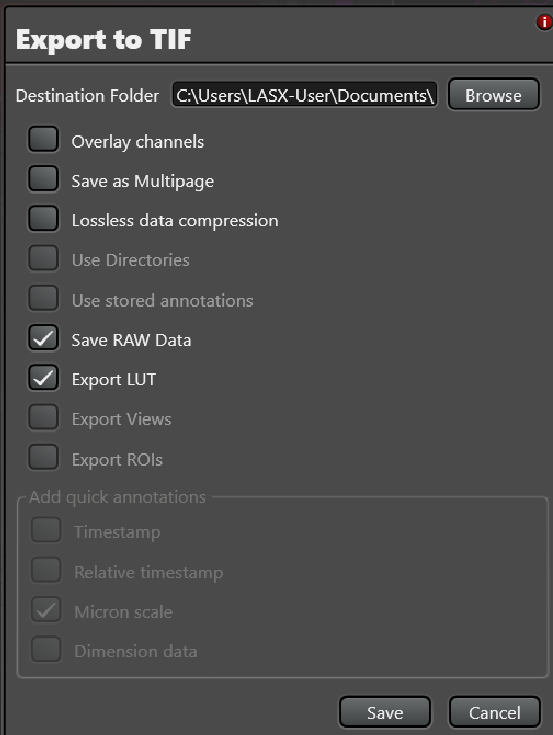 Export to TIF
i
Destination Folder C:\Users\LASX-User\Documents\ Browse
Overlay channels
Save as Multipage
Lossless data compression
Use Directories
Use stored annotations
Save RAW Data
Export LUT
Export Views
Export ROIs
Add quick annotations
Timestamp
Relative timestamp
Micron scale
Dimension data
Save Cancel